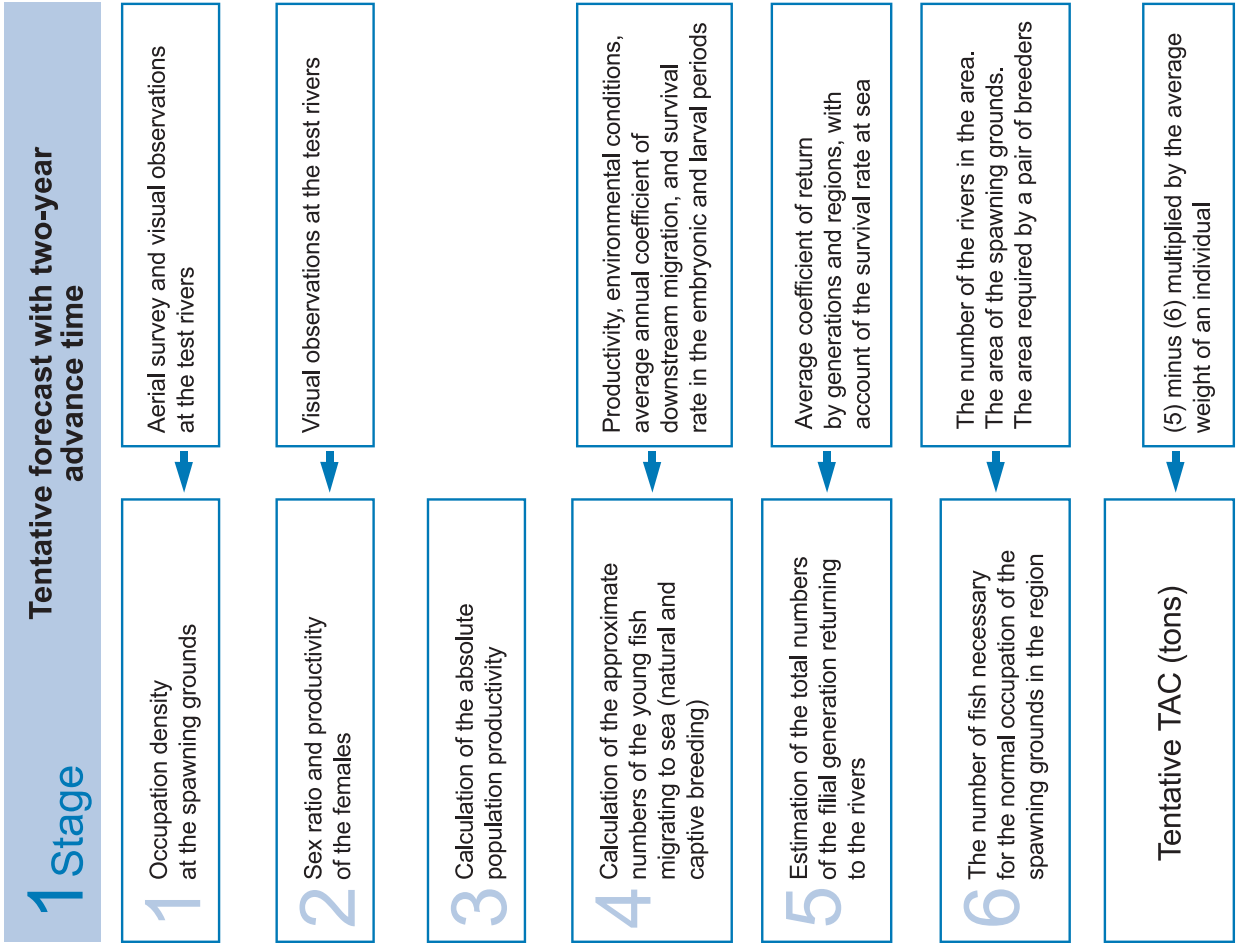 1 Stage
Tentative forecast with two-year
advance time
1
Occupation density
at the spawning grounds
Aerial survey and visual observations
at the test rivers
2
Sex ratio and productivity
of the females
Visual observations at the test rivers
3
Calculation of the absolute
population productivity
4
Calculation of the approximate
numbers of the young fish
migrating to sea (natural and
captive breeding)
Productivity, environmental conditions,
average annual coefficient of
downstream migration, and survival
rate in the embryonic and larval periods
5
Estimation of the total numbers
of the filial generation returning
to the rivers
Average coefficient of return
by generations and regions, with
account of the survival rate at sea
6
The number of fish necessary
for the normal occupation of the
spawning grounds in the region
The number of the rivers in the area.
The area of the spawning grounds.
The area required by a pair of breeders
Tentative TAC (tons)
(5) minus (6) multiplied by the average
weight of an individual